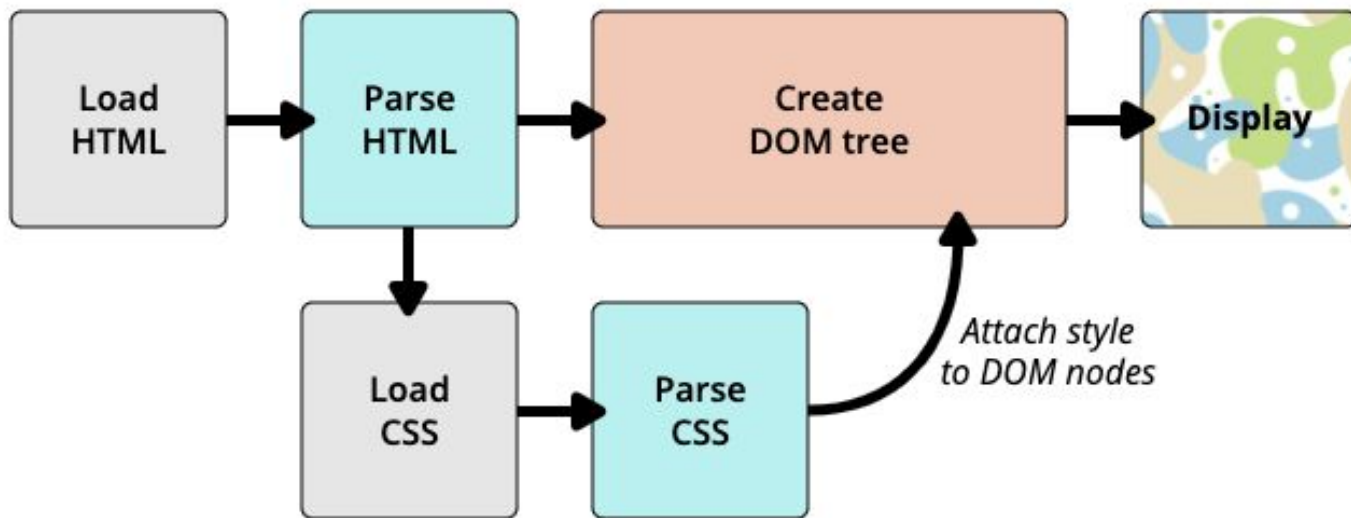 Load
HTML
Parse
HTML
Create
DOM tree
Display
Load
CSS
Parse
CSS
Attach style
to DOM nodes